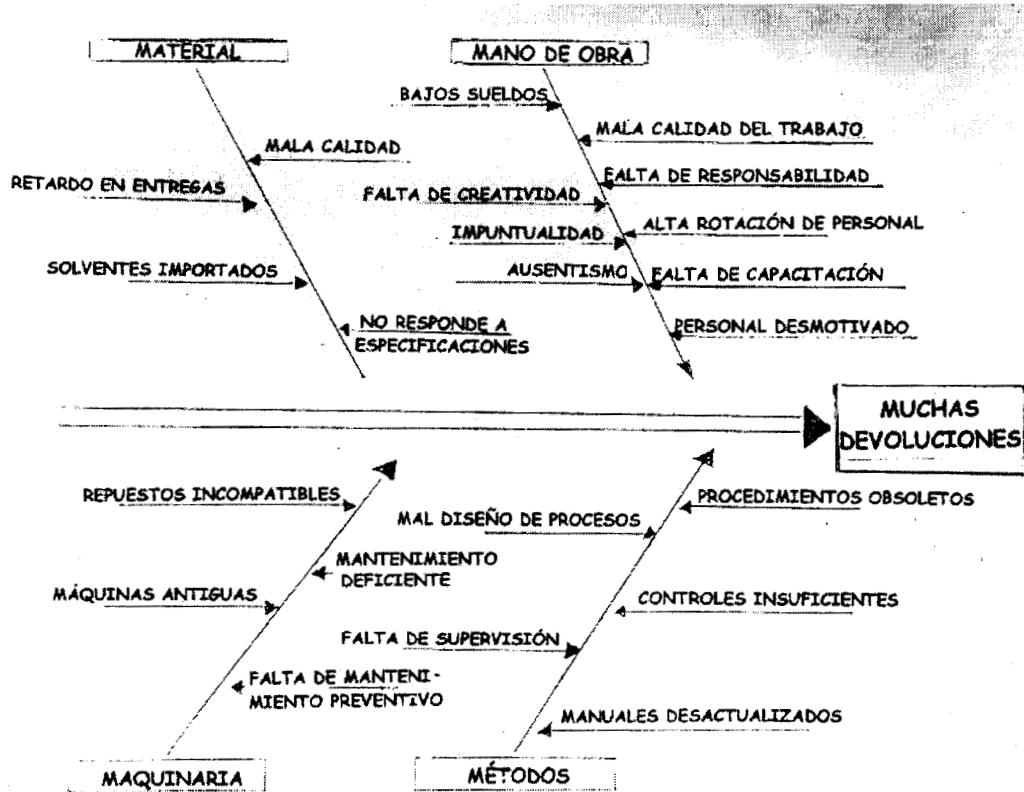 MATERIAL
MANO DE OBRA
BAJOS SUELDOS
MALA CALIDAD DEL TRABAJO
MALA CALIDAD
FALTA DE RESPONSABILIDAD
RETARDO EN ENTREGAS
FALTA DE CREATIVIDAD
ALTA ROTACIÓN DE PERSONAL
IMPUNTUALIDAD
SOLVENTES IMPORTADOS
AUSENTISMO
FALTA DE CAPACITACIÓN
NO RESPONDE A
ESPECIFICACIONES
PERSONAL DESMOTIVADO
MUCHAS
DEVOLUCIONES
REPUESTOS INCOMPATIBLES
PROCEDIMIENTOS OBSOLETOS
MAL DISEÑO DE PROCESOS
MANTENIMIENTO
DEFICIENTE
MÁQUINAS ANTIGUAS
CONTROLES INSUFICIENTES
FALTA DE SUPERVISIÓN
FALTA DE MANTENI-
MIENTO PREVENTIVO
MANUALES DESACTUALIZADOS
MAQUINARIA
MÉTODOS